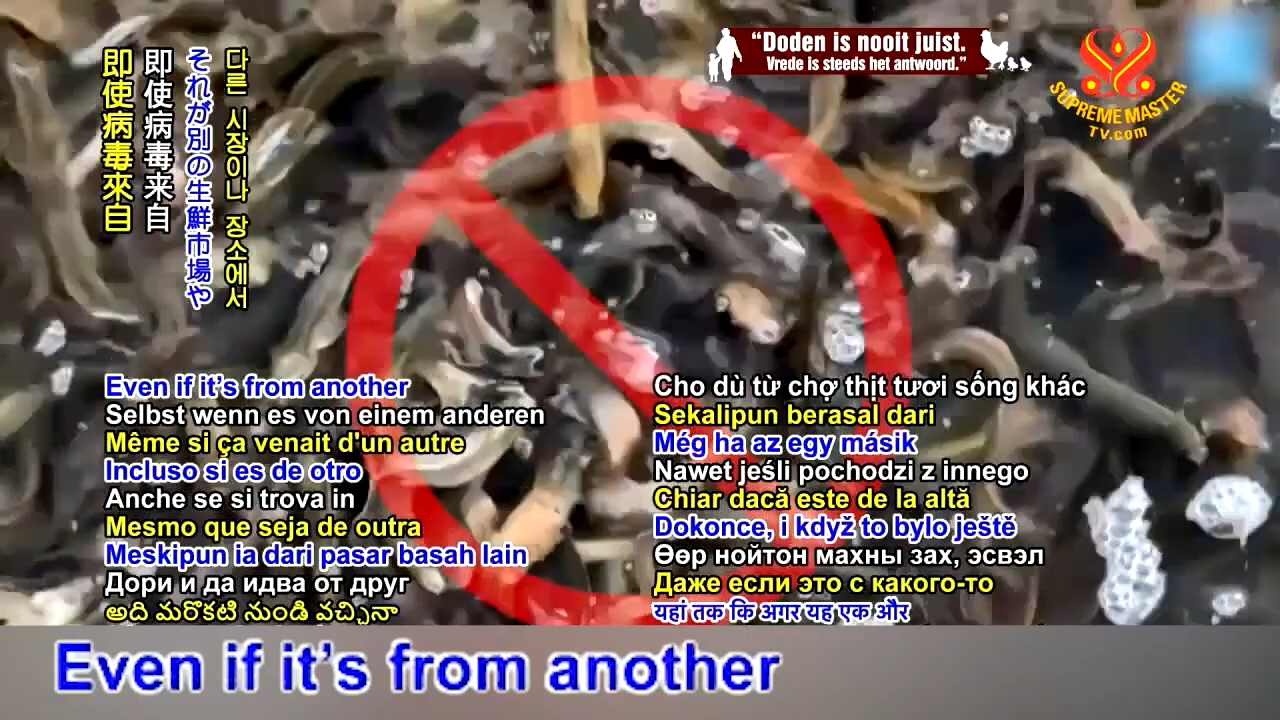 “Doden is nooit juist.
Vrede is steeds het antwoord.”
SUPREME MASTER
TV.com
다른 시장이나 장소에서
それが別の生鮮市場や
即使病毒来自
即使病毒來自
Even if it’s from another
Selbst wenn es von einem anderen
Même si ça venait d'un autre
Incluso si es de otro
Anche se si trova in
Mesmo que seja de outra
Meskipun ia dari pasar basah lain
Дори и да идва от друг
అది మరొకటి నుండి వచ్చినా
Cho dù từ chợ thịt tươi sống khác
Sekalipun berasal dari
Még ha az egy másik
Nawet jeśli pochodzi z innego
Chiar dacă este de la altă
Dokonce, i když to bylo ještě
Өөр нойтон махны зах, эсвэл
Даже если это с какого-то
यहां तक कि अगर यह एक और
Even if it’s from another